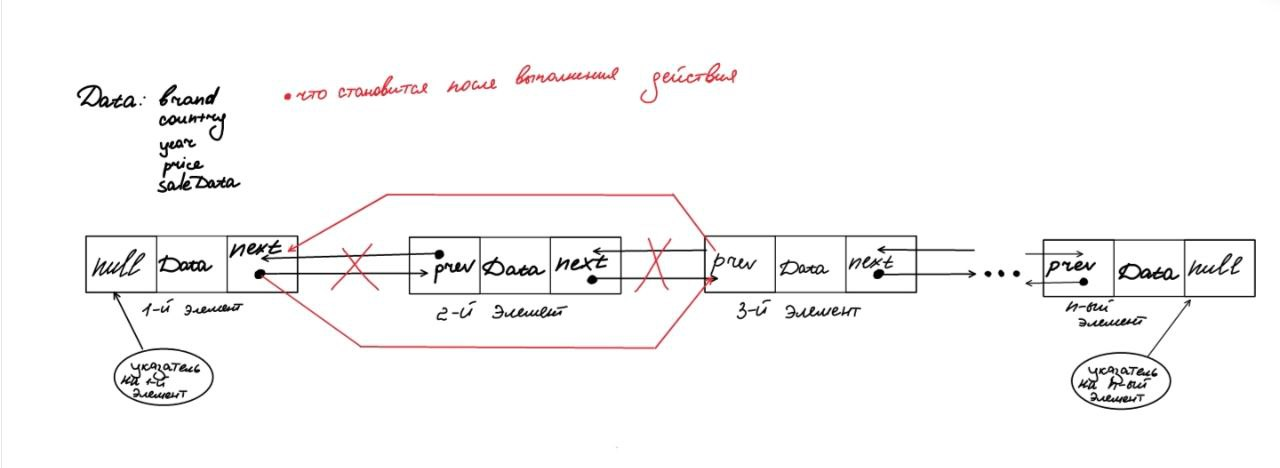 Data: brand
country
year
price
saleData
• что становится после выполнения действия
null Data next
prev Data next
prev Data next
...
prev Data null
1-й элемент
2-й элемент
3-й элемент
n-ый
элемент
указатель
на 1-й
элемент
указатель
на n-ый
элемент